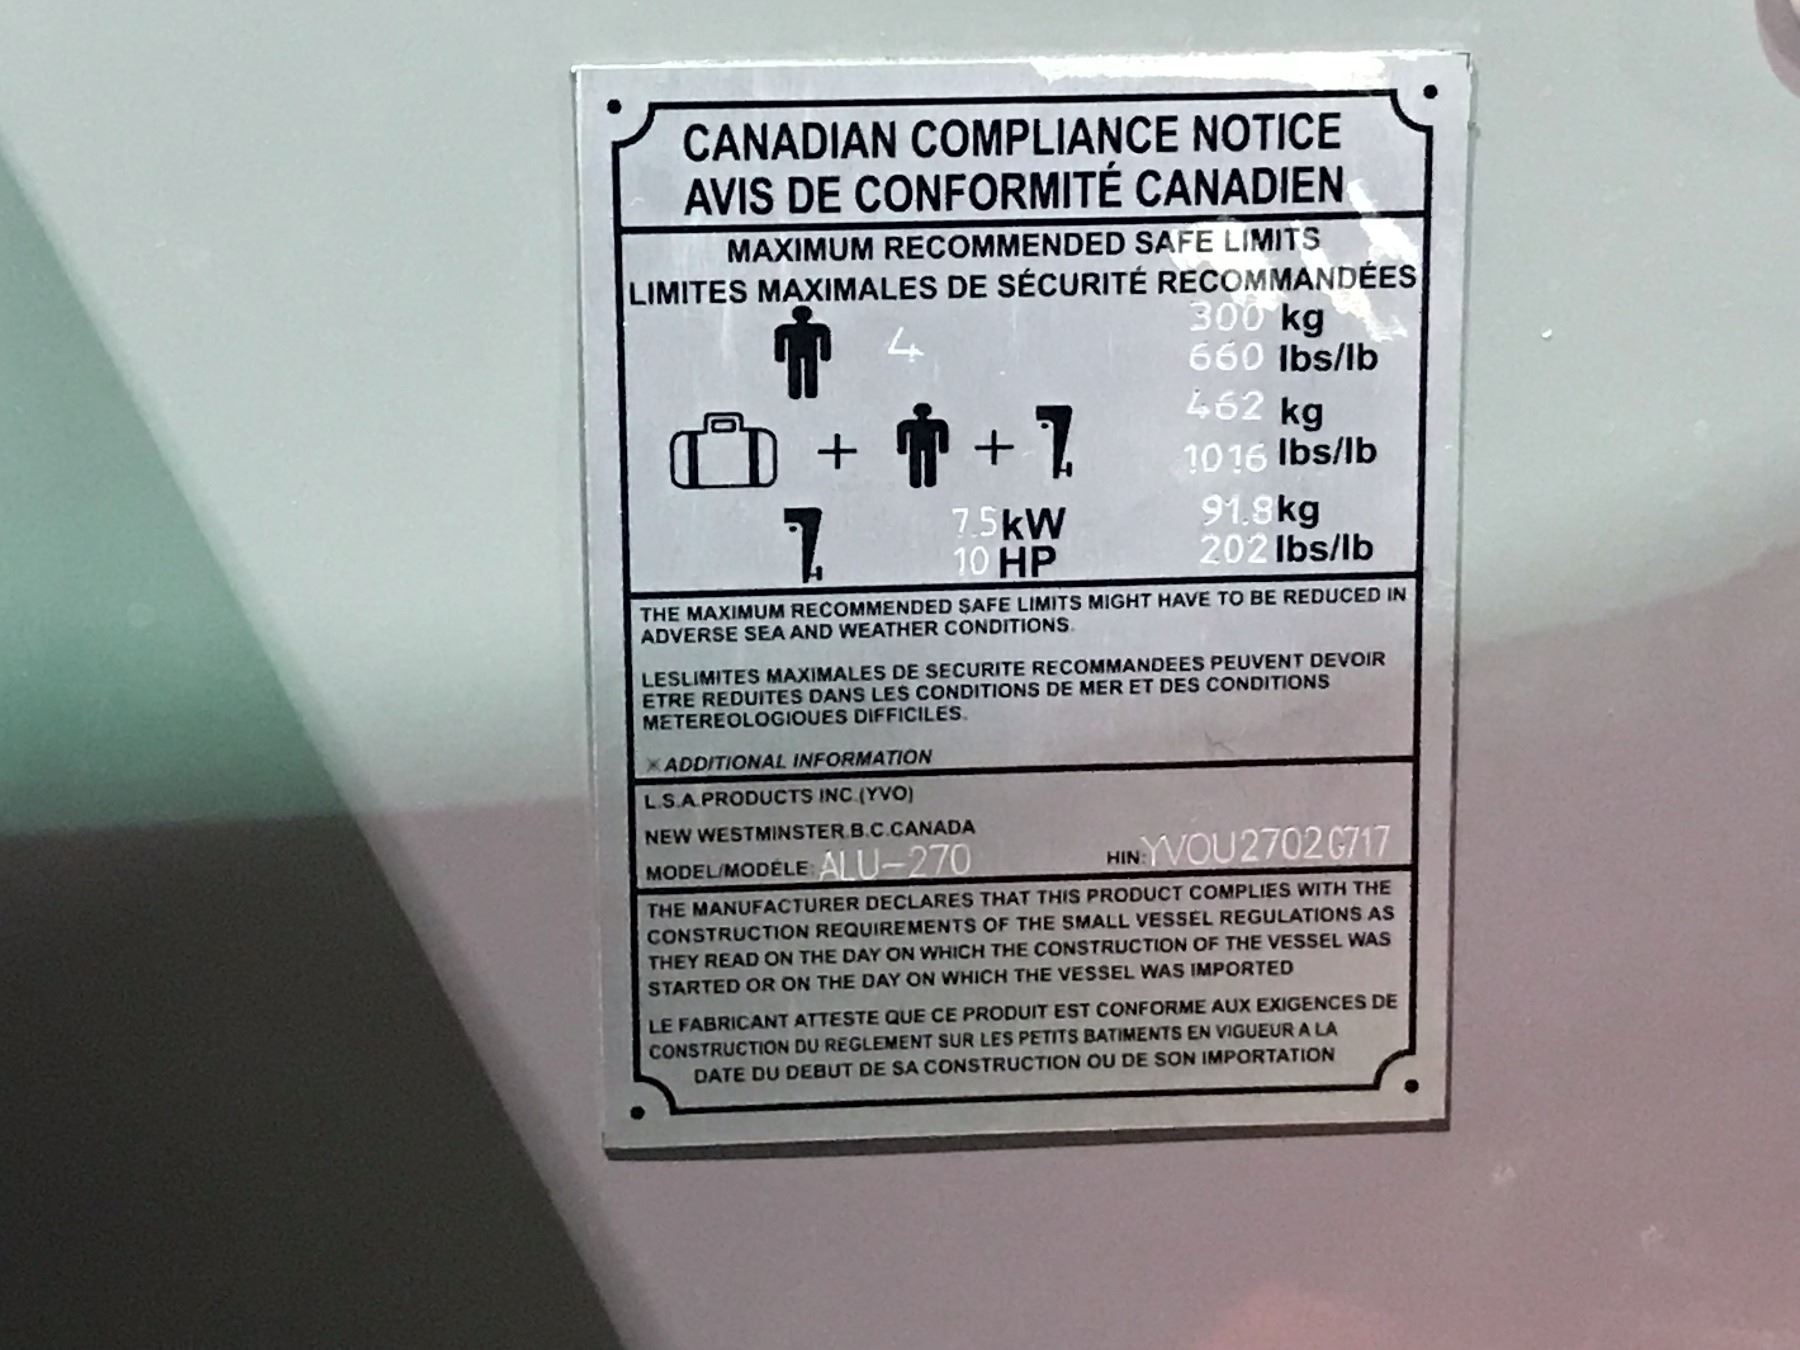 CANADIAN COMPLIANCE NOTICE
AVIS DE CONFORMITÉ CANADIEN
MAXIMUM RECOMMENDED SAFE LIMITS
LIMITES MAXIMALES DE SÉCURITÉ RECOMMANDÉES
4 300 kg
660 lbs/lb
+ + 462 kg
1016 lbs/lb
7.5 kW 91.8 kg
10 HP 202 lbs/lb
THE MAXIMUM RECOMMENDED SAFE LIMITS MIGHT HAVE TO BE REDUCED IN
ADVERSE SEA AND WEATHER CONDITIONS.
LESLIMITES MAXIMALES DE SECURITE RECOMMANDEES PEUVENT DEVOIR
ETRE REDUITES DANS LES CONDITIONS DE MER ET DES CONDITIONS
METEREOLOGIOUES DIFFICILES.
※ADDITIONAL INFORMATION
L.S.A.PRODUCTS INC.(YVO)
NEW WESTMINSTER.B.C.CANADA
MODEL/MODÉLE: ALU-270 HIN:YVOU2702G717
THE MANUFACTURER DECLARES THAT THIS PRODUCT COMPLIES WITH THE
CONSTRUCTION REQUIREMENTS OF THE SMALL VESSEL REGULATIONS AS
THEY READ ON THE DAY ON WHICH THE CONSTRUCTION OF THE VESSEL WAS
STARTED OR ON THE DAY ON WHICH THE VESSEL WAS IMPORTED
LE FABRICANT ATTESTE QUE CE PRODUIT EST CONFORME AUX EXIGENCES DE
CONSTRUCTION DU REGLEMENT SUR LES PETITS BATIMENTS EN VIGUEUR A LA
DATE DU DEBUT DE SA CONSTRUCTION OU DE SON IMPORTATION